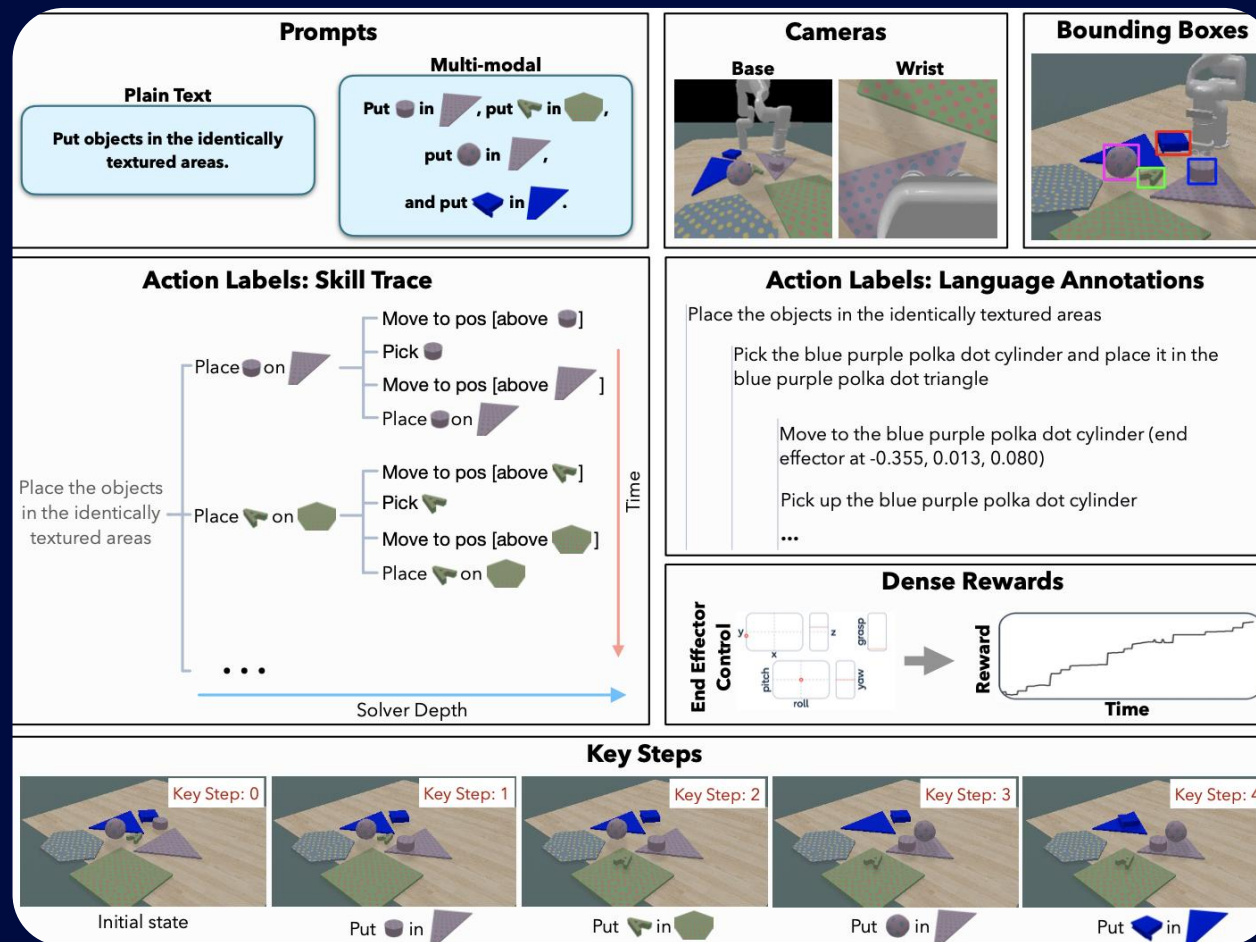 Prompts
Plain Text
Put objects in the identically
textured areas.
Multi-modal
Put in , put in ,
put in ,
and put in .
Cameras
Base
Wrist
Bounding Boxes
Action Labels: Skill Trace
Place the objects
in the identically
textured areas
Place on
Move to pos [above ]
Pick
Move to pos [above ]
Place on
Place on
Move to pos [above ]
Pick
Move to pos [above ]
Place on
...
Time
Solver Depth
Action Labels: Language Annotations
Place the objects in the identically textured areas
Pick the blue purple polka dot cylinder and place it in the
blue purple polka dot triangle
Move to the blue purple polka dot cylinder (end
effector at -0.355, 0.013, 0.080)
Pick up the blue purple polka dot cylinder
...
Dense Rewards
End Effector
Control
y
x
z
grasp
pitch
roll
yaw
Reward
Time
Key Steps
Key Step: 0
Key Step: 1
Key Step: 2
Key Step: 3
Key Step: 4
Initial state
Put in
Put in
Put in
Put in